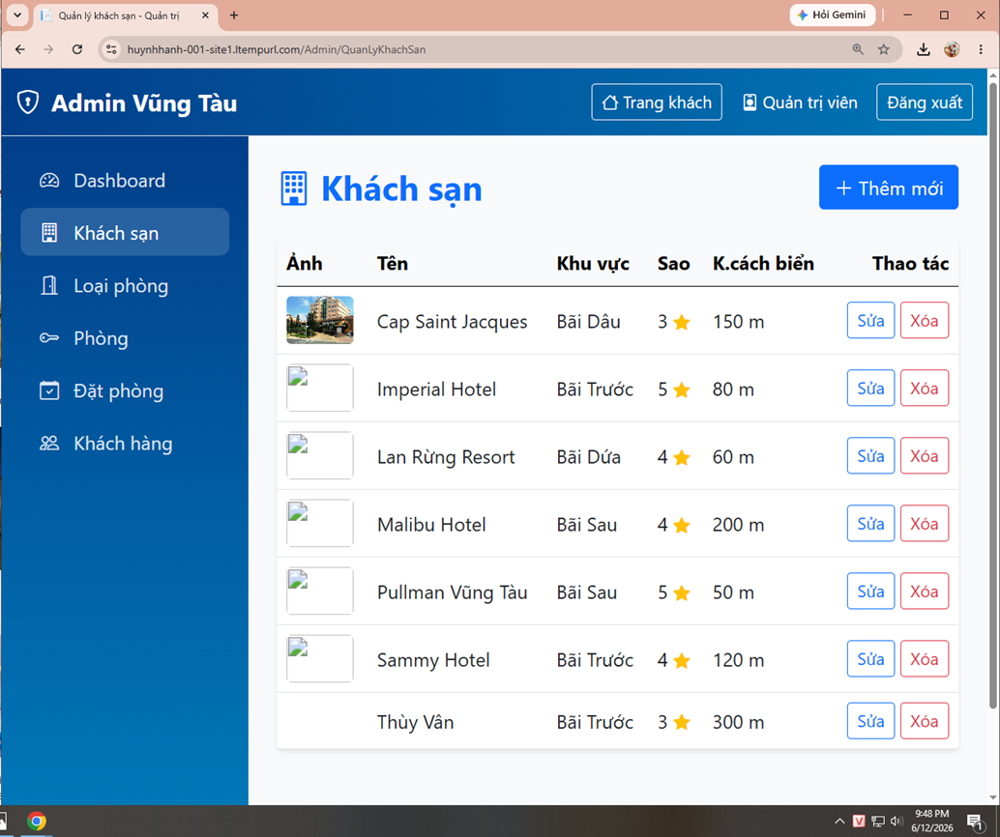 Quản lý khách sạn - Quản trị
Hỏi Gemini
huynhhanh-001-site1.ltempurl.com/Admin/QuanLyKhachSan
Admin Vũng Tàu
Trang khách
Quản trị viên
Đăng xuất
Dashboard
Khách sạn
Loại phòng
Phòng
Đặt phòng
Khách hàng
Khách sạn
+ Thêm mới
Ảnh Tên Khu vực Sao K.cách biển Thao tác
Cap Saint Jacques Bãi Dâu 3 150 m Sửa Xóa
Imperial Hotel Bãi Trước 5 80 m Sửa Xóa
Lan Rừng Resort Bãi Dứa 4 60 m Sửa Xóa
Malibu Hotel Bãi Sau 4 200 m Sửa Xóa
Pullman Vũng Tàu Bãi Sau 5 50 m Sửa Xóa
Sammy Hotel Bãi Trước 4 120 m Sửa Xóa
Thùy Vân Bãi Trước 3 300 m Sửa Xóa
V
9:48 PM
6/12/2026
1